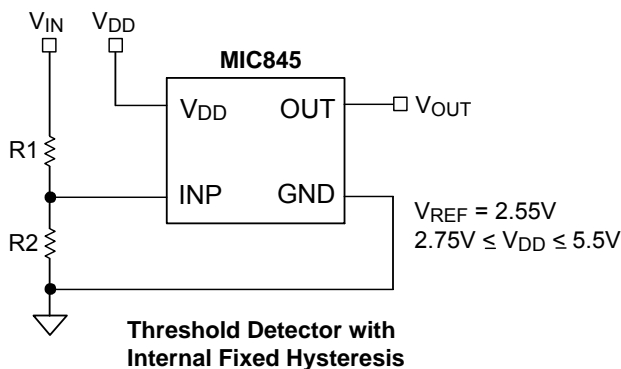 VIN VDD
MIC845
VDD OUT
VOUT
R1
INP GND
VREF = 2.55V
R2
2.75V ≤ VDD ≤ 5.5V
Threshold Detector with
Internal Fixed Hysteresis